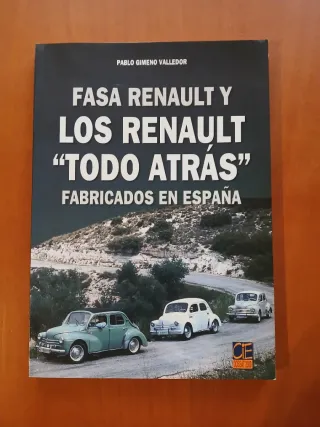 PABLO GIMENO VALLEDOR
FASA RENAULT Y
LOS RENAULT
“TODO ATRÁS”
FABRICADOS EN ESPAÑA